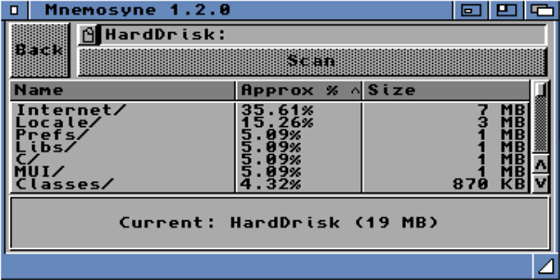 Mnemosyne 1.2.0
Back
HardDrisk:
Scan
Name Approx % ^ Size
Internet/ 35.61% 7 MB
Locale/ 15.26% 3 MB
Prefs/ 5.09% 1 MB
Libs/ 5.09% 1 MB
C/ 5.09% 1 MB
MUI/ 5.09% 1 MB
Classes/ 4.32% 870 KB
Current: HardDrisk (19 MB)